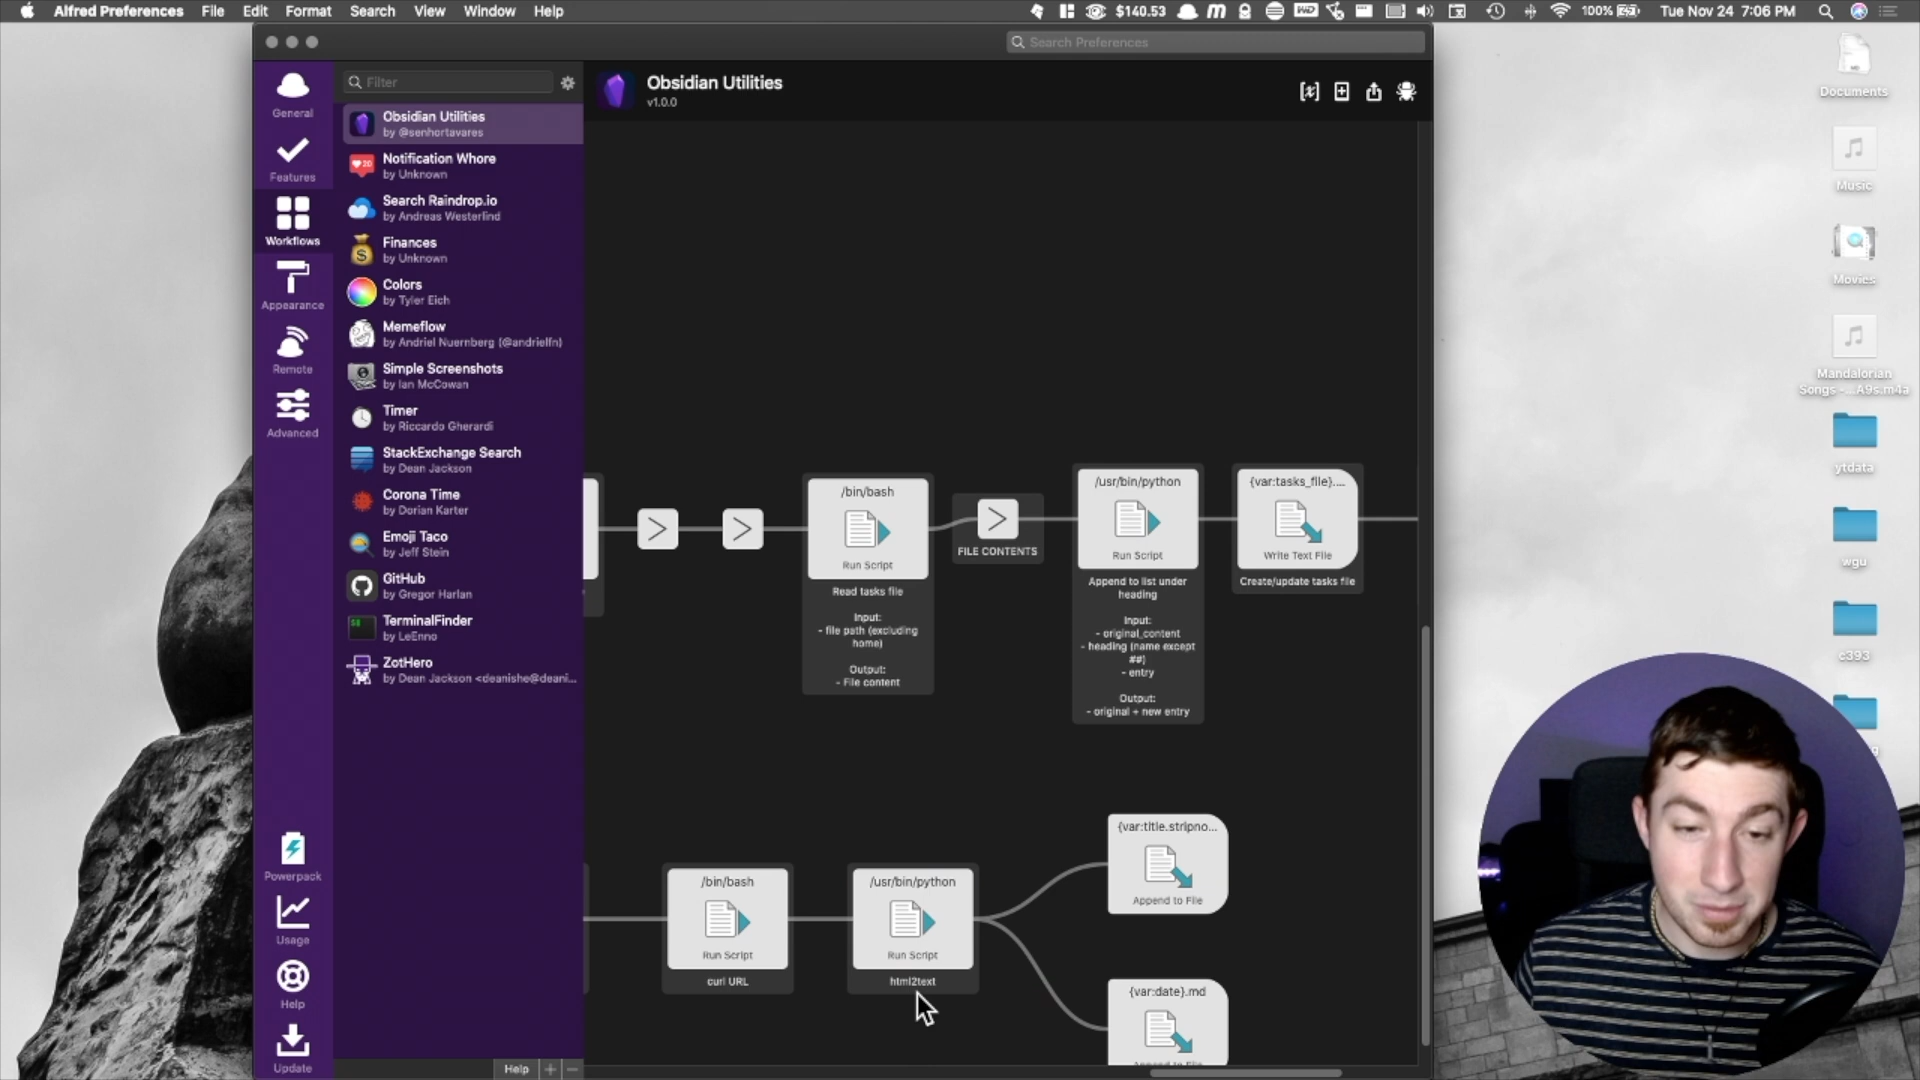 Alfred Preferences File Edit Format Search View Window Help
$140.53 100% Tue Nov 24 7:06 PM
Search Preferences
General
Features
Workflows
Appearance
Remote
Advanced
Powerpack
Usage
Help
Update
Filter
Obsidian Utilities
by @senhortavares
Notification Whore
by Unknown
Search Raindrop.io
by Andreas Westerlind
Finances
by Unknown
Colors
by Tyler Eich
Memeflow
by Andriel Nuernberg (@andrielfn)
Simple Screenshots
by Ian McCowan
Timer
by Riccardo Gherardi
StackExchange Search
by Dean Jackson
Corona Time
by Dorian Karter
Emoji Taco
by Jeff Stein
GitHub
by Gregor Harlan
TerminalFinder
by LeEnno
ZotHero
by Dean Jackson <deanishe@deani...
Help
Obsidian Utilities
v1.0.0
/bin/bash
Run Script
Read tasks file
Input:
- file path (excluding
home)
Output:
- File content
FILE CONTENTS
/usr/bin/python
Run Script
Append to list under
heading
Input:
- original_content
- heading (name except
##)
- entry
Output:
- original + new entry
{var:tasks_file}....
Write Text File
Create/update tasks file
/bin/bash
Run Script
curl URL
/usr/bin/python
Run Script
html2text
{var:title.stripno...
Append to File
{var:date}.md
Append to File
Documents
Music
Movies
Mandalorian
Songs -...A9s.m4a
ytdata
wgu
c393